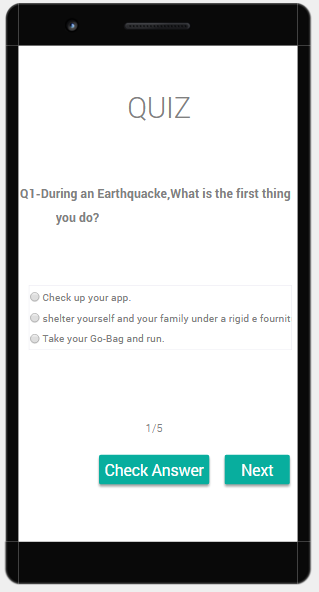 QUIZ
Q1-During an Earthquacke,What is the first thing
you do?
Check up your app.
shelter yourself and your family under a rigid e fournit
Take your Go-Bag and run.
1/5
Check Answer Next